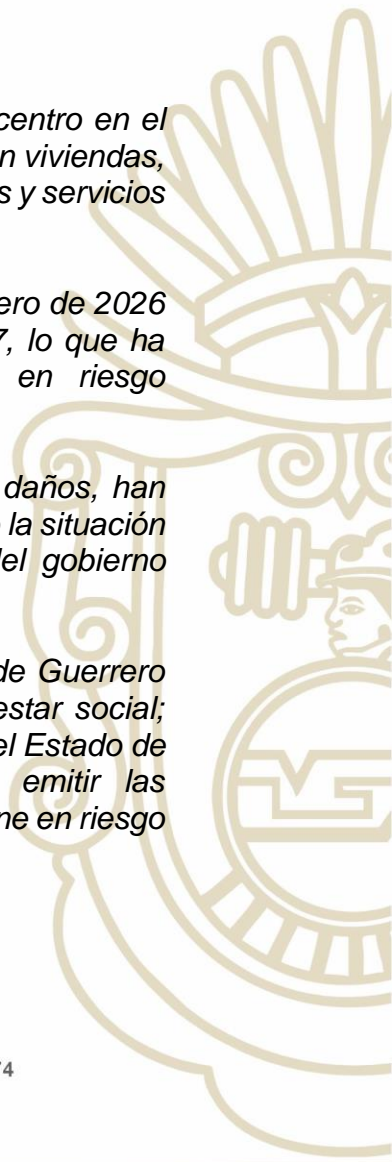 centro en el
n viviendas,
s y servicios
ero de 2026
7, lo que ha
en riesgo
daños, han
la situación
del gobierno
de Guerrero
estar social;
el Estado de
emitir las
ne en riesgo
4